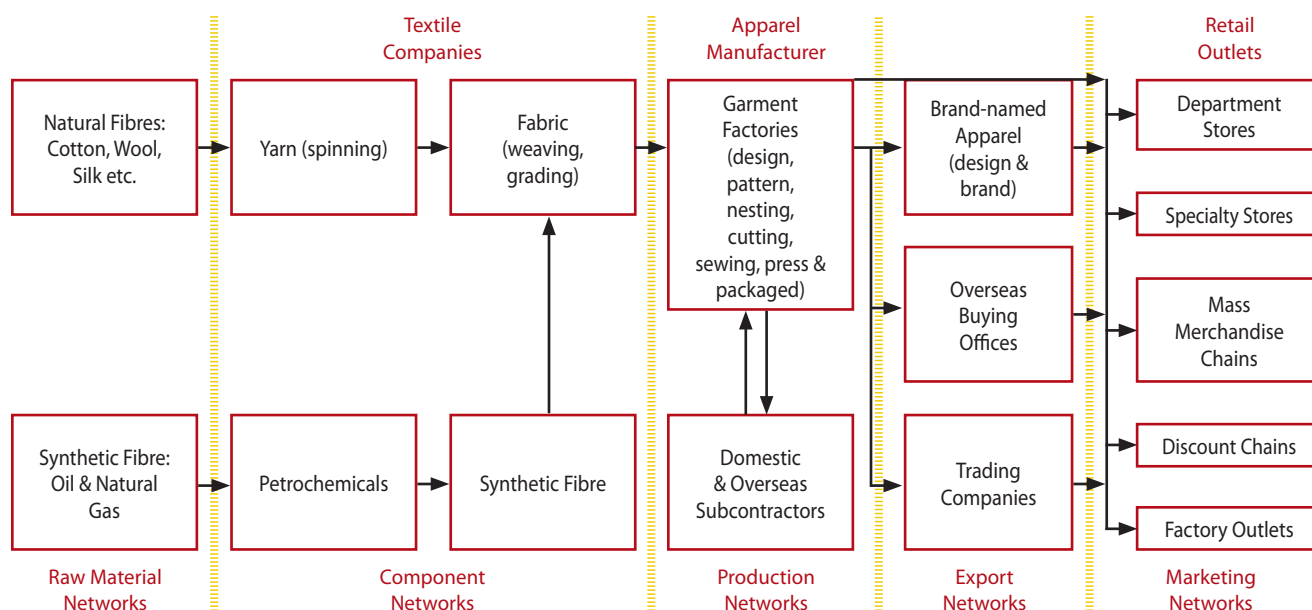 Textile
Companies
Apparel
Manufacturer
Retail
Outlets
Natural Fibres:
Cotton, Wool,
Silk etc.
Yarn (spinning)
Fabric
(weaving,
grading)
Garment
Factories
(design,
pattern,
nesting,
cutting,
sewing, press &
packaged)
Brand-named
Apparel
(design &
brand)
Department
Stores
Specialty Stores
Overseas
Buying
Offices
Mass
Merchandise
Chains
Synthetic Fibre:
Oil & Natural
Gas
Petrochemicals
Synthetic Fibre
Domestic
& Overseas
Subcontractors
Trading
Companies
Discount Chains
Factory Outlets
Raw Material
Networks
Component
Networks
Production
Networks
Export
Networks
Marketing
Networks